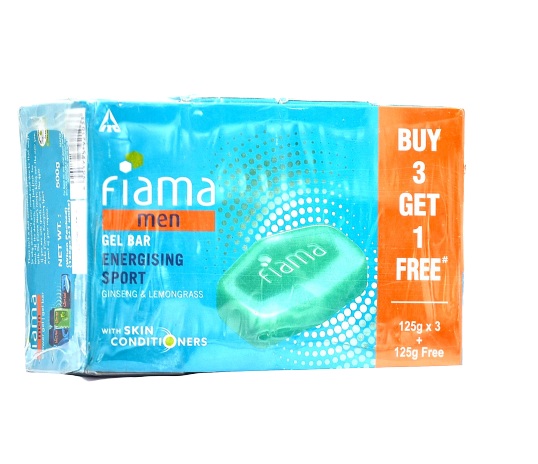 fiama
men
GEL BAR
ENERGISING
SPORT
GINSENG & LEMONGRASS
WITH SKIN
CONDITIONERS
fiama
BUY
3
GET
1
FREE#
125g x 3
+
125g Free
NET WT.
500g